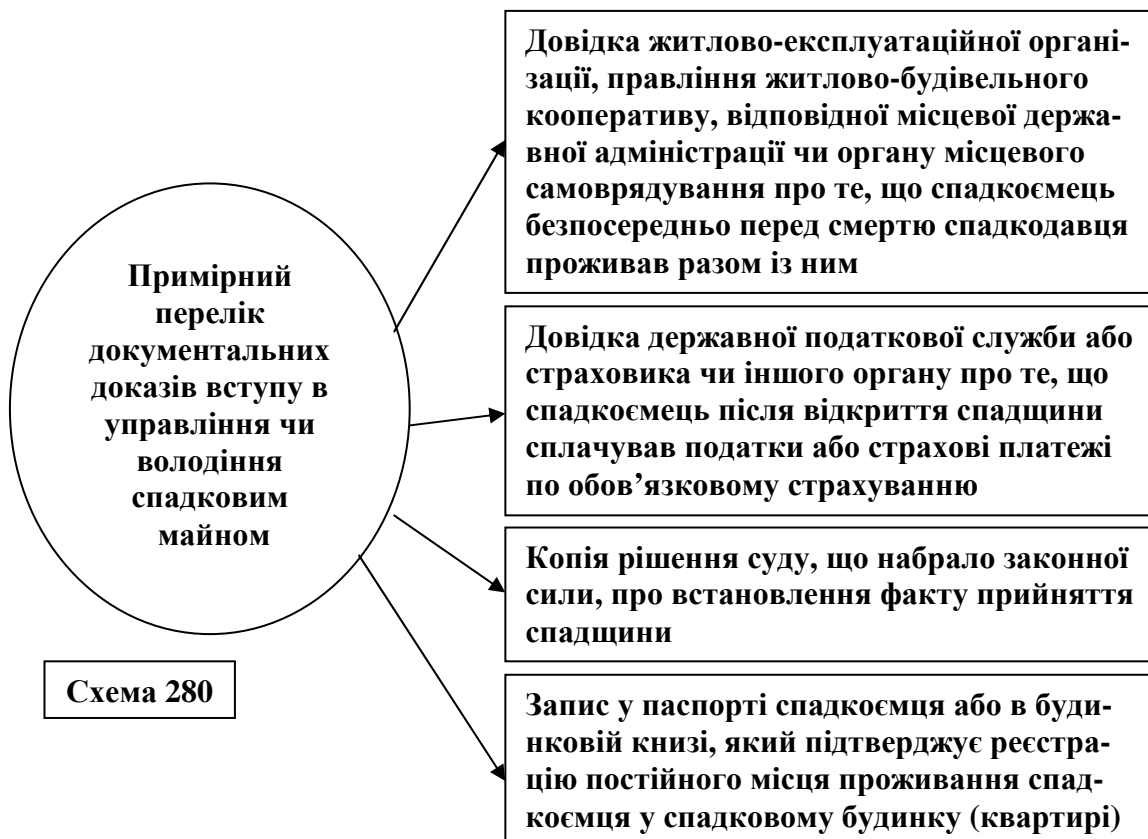 Примірний
перелік
документальних
доказів вступу в
управління чи
володіння
спадковим
майном
Схема 280
Довідка житлово-експлуатаційної органі-
зації, правління житлово-будівельного
кооперативу, відповідної місцевої держа-
вної адміністрації чи органу місцевого
самоврядування про те, що спадкоємець
безпосередньо перед смертю спадкодавця
проживав разом із ним
Довідка державної податкової служби або
страховика чи іншого органу про те, що
спадкоємець після відкриття спадщини
сплачував податки або страхові платежі
по обов’язковому страхуванню
Копія рішення суду, що набрало законної
сили, про встановлення факту прийняття
спадщини
Запис у паспорті спадкоємця або в буди-
нковій книзі, який підтверджує реєстра-
цію постійного місця проживання спад-
коємця у спадковому будинку (квартирі)